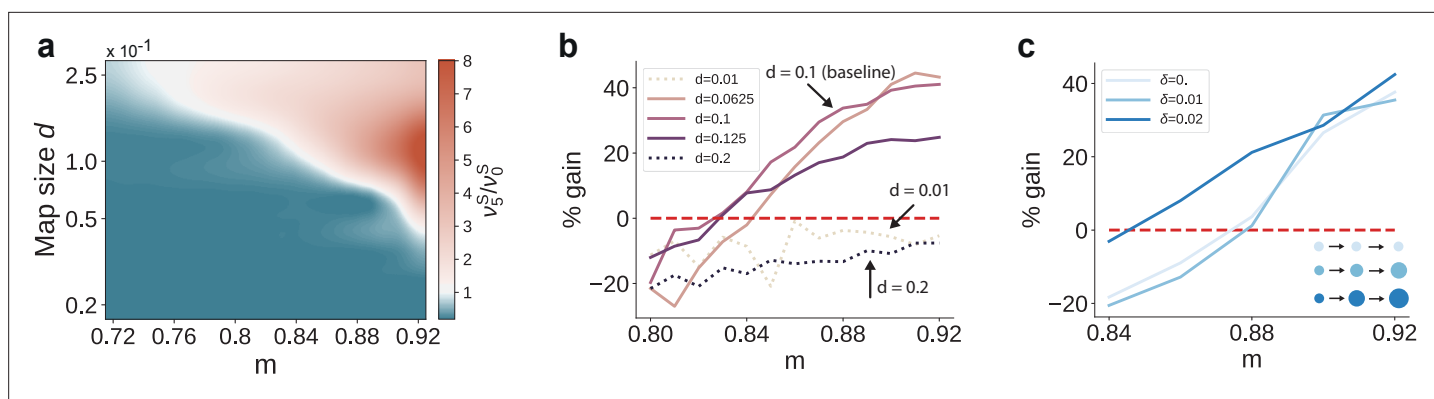 a
x 10⁻¹
2.5
1.0
0.5
0.2
Map size d
0.72 0.76 0.8 0.84 0.88 0.92
m
8
7
6
5
4
3
2
1
ν₅ˢ/ν₀ˢ
b
% gain
40
20
0
−20
d=0.01
d=0.0625
d=0.1
d=0.125
d=0.2
d = 0.1 (baseline)
d = 0.01
d = 0.2
0.80 0.84 0.88 0.92
m
c
% gain
40
20
0
−20
δ=0.
δ=0.01
δ=0.02
0.84 0.88 0.92
m